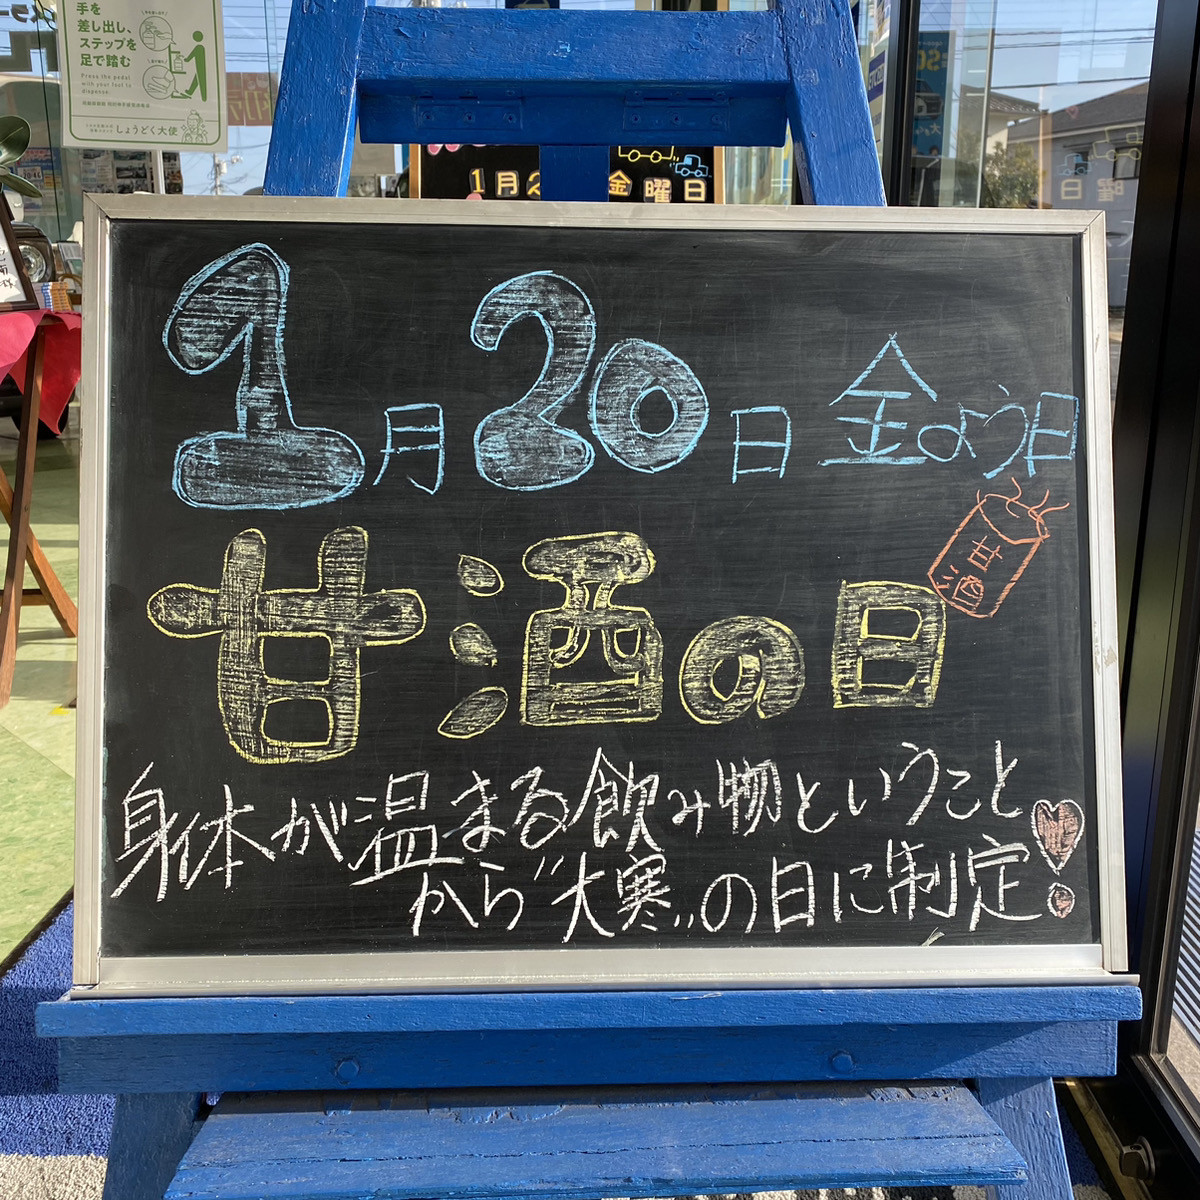 手を
差し出し、
ステップを
足で踏む
Press the pedal
with your foot to
dispense.
しょうどく大使
1月2 金曜日
1月20日 金よう日
甘酒の日
甘酒
身体が温まる飲み物ということ
から"大寒"の日に制定